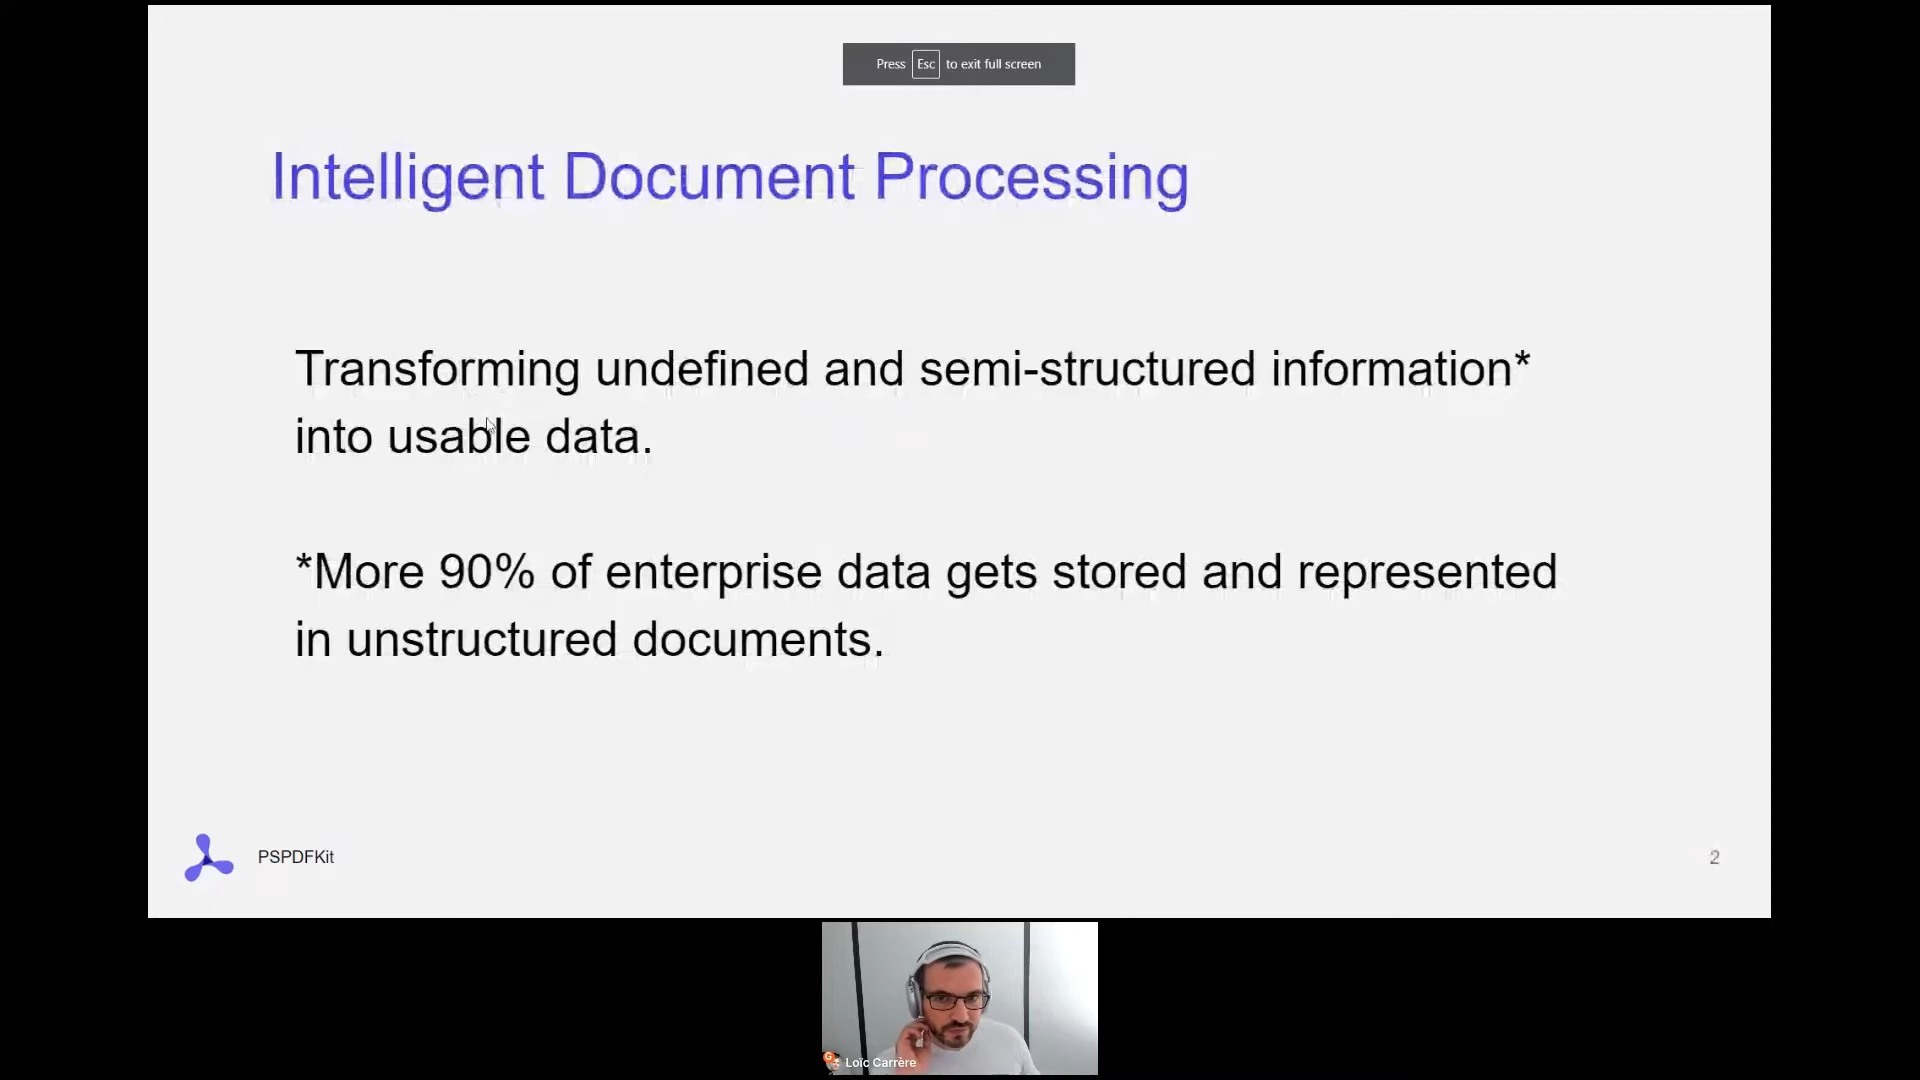 Press Esc to exit full screen
Intelligent Document Processing
Transforming undefined and semi-structured information*
into usable data.
*More 90% of enterprise data gets stored and represented
in unstructured documents.
PSPDFKit
2
G
Loïc Carrère